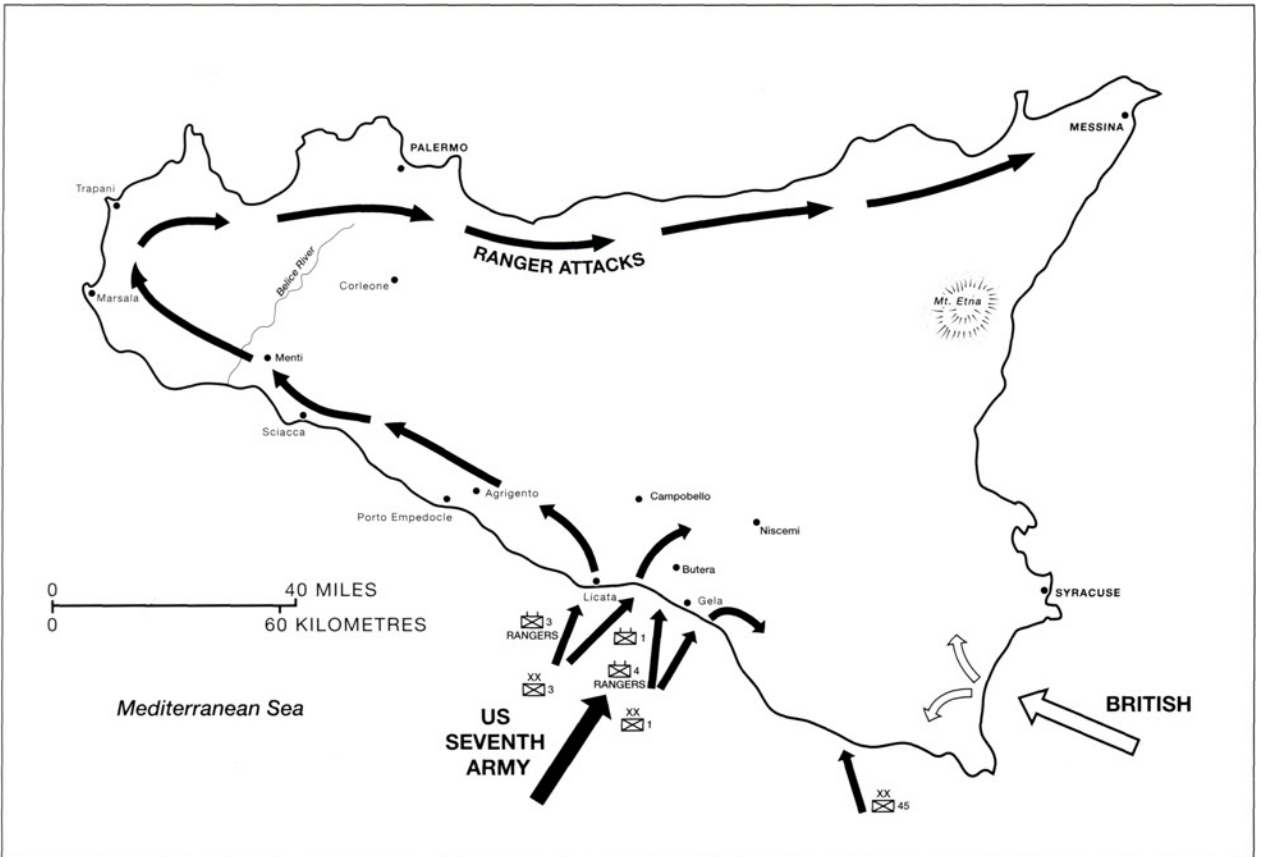 MESSINA
PALERMO
Trapani
RANGER ATTACKS
Belice River
Corleone
Marsala
Mt. Etna
Menti
Sciacca
Agrigento
Campobello
Porto Empedocle
Niscemi
Butera
0 40 MILES
0 60 KILOMETRES
Licata
Gela
SYRACUSE
3
RANGERS
1
4
RANGERS
XX
3
XX
1
Mediterranean Sea
US
SEVENTH
ARMY
BRITISH
XX
45